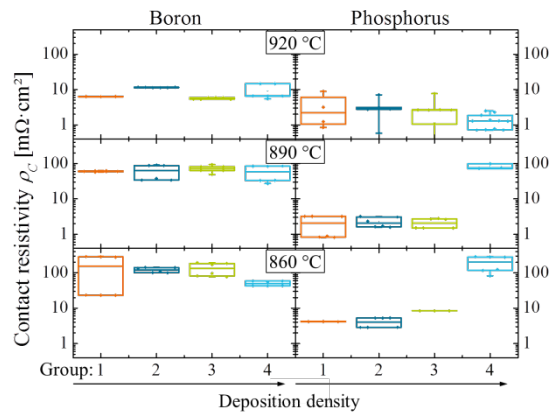 Boron Phosphorus
920 °C
100 100
10 10
1 1
890 °C
100 100
10 10
1 1
860 °C
100 100
10 10
1 1
Contact resistivity ρC [mΩ·cm²]
Group: 1 2 3 4 1 2 3 4
Deposition density